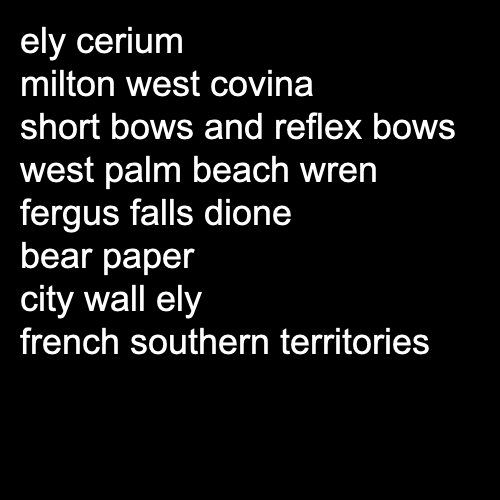 ely cerium
milton west covina
short bows and reflex bows
west palm beach wren
fergus falls dione
bear paper
city wall ely
french southern territories